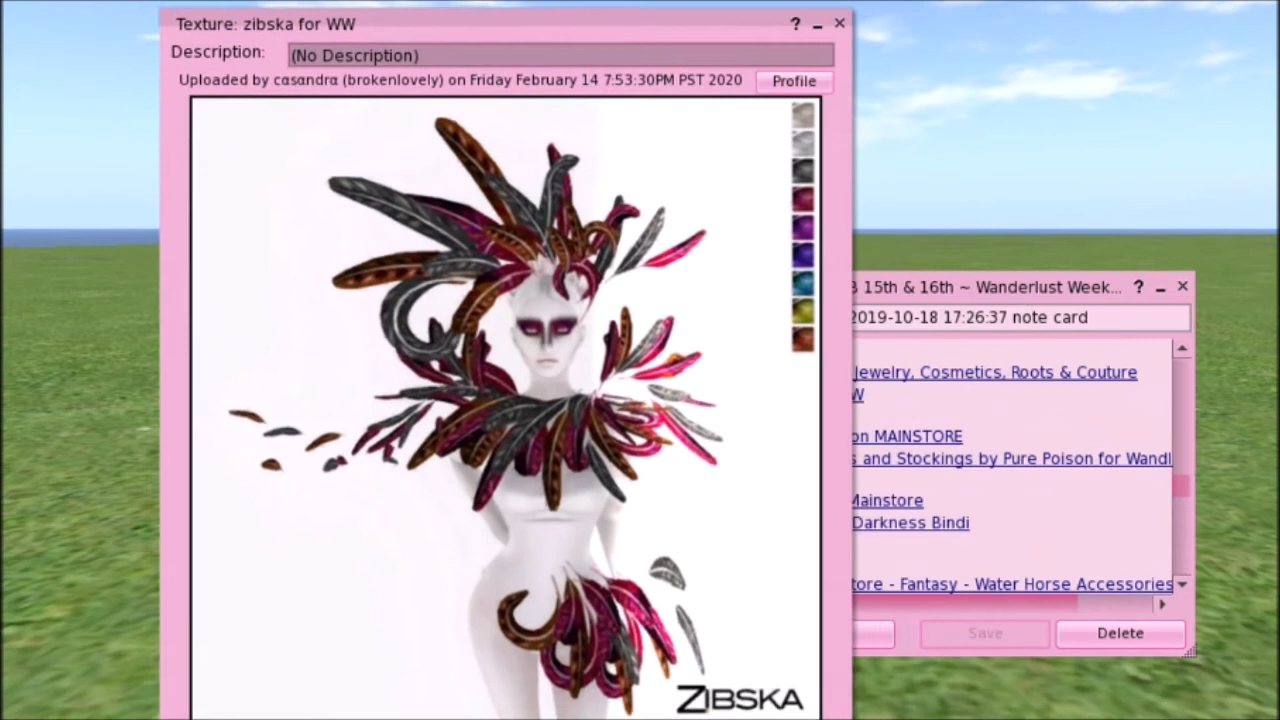 Texture: zibska for WW
? _ ×
Description:
(No Description)
Uploaded by cɑsɑndrɑ (brokenlovely) on Friday February 14 7:53:30PM PST 2020
Profile
ZIBSKA
15th & 16th ~ Wanderlust Week...
? _ ×
2019-10-18 17:26:37 note card
Jewelry, Cosmetics, Roots & Couture
W
on MAINSTORE
s and Stockings by Pure Poison for Wandl
Mainstore
Darkness Bindi
tore - Fantasy - Water Horse Accessories
Save
Delete